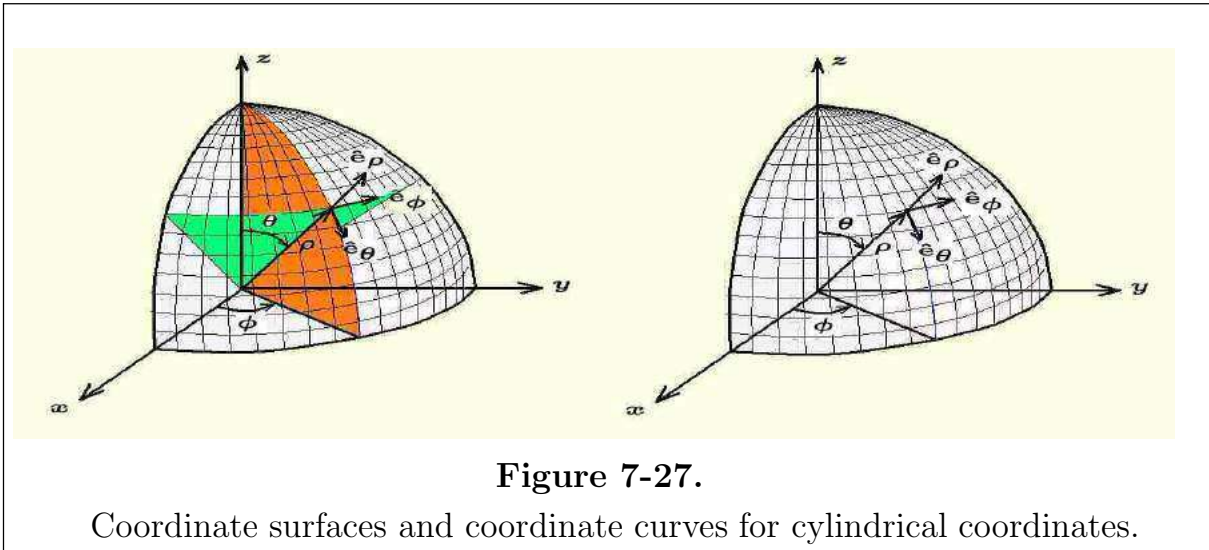 z
ê_ρ
ê_ϕ
θ
ρ
ê_θ
y
ϕ
x
z
ê_ρ
ê_ϕ
θ
ρ
ê_θ
y
ϕ
x
Figure 7-27.
Coordinate surfaces and coordinate curves for cylindrical coordinates.